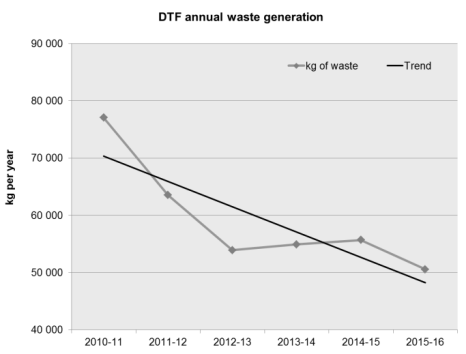 DTF annual waste generation
kg per year
90 000
80 000
70 000
60 000
50 000
40 000
kg of waste
Trend
2010-11 2011-12 2012-13 2013-14 2014-15 2015-16